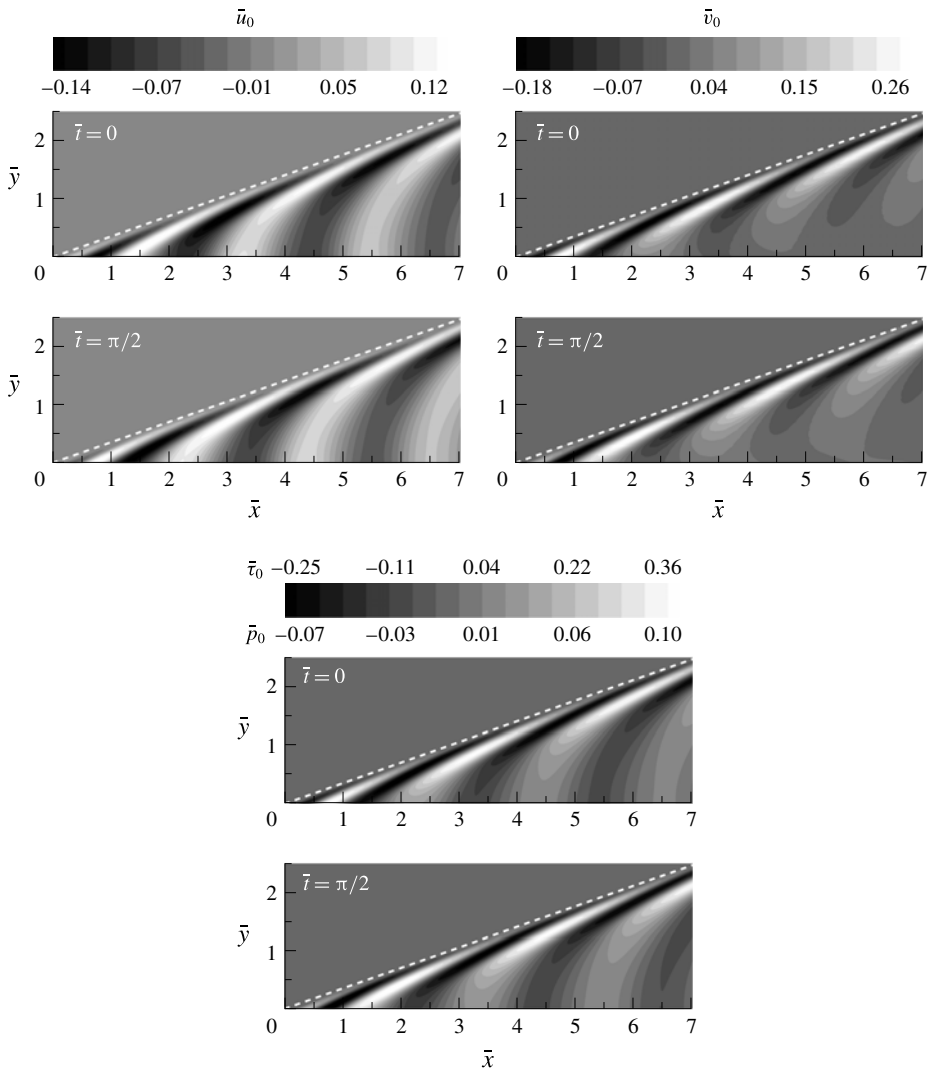 ū₀ v̄₀
−0.14 −0.07 −0.01 0.05 0.12 −0.18 −0.07 0.04 0.15 0.26
t̄ = 0 t̄ = 0
2 2
ȳ
1 1
0 1 2 3 4 5 6 7 0 1 2 3 4 5 6 7
t̄ = π/2 t̄ = π/2
2 2
ȳ
1 1
0 1 2 3 4 5 6 7 0 1 2 3 4 5 6 7
x̄ x̄
τ̄₀ −0.25 −0.11 0.04 0.22 0.36
p̄₀ −0.07 −0.03 0.01 0.06 0.10
t̄ = 0
2
ȳ
1
0 1 2 3 4 5 6 7
t̄ = π/2
2
ȳ
1
0 1 2 3 4 5 6 7
x̄